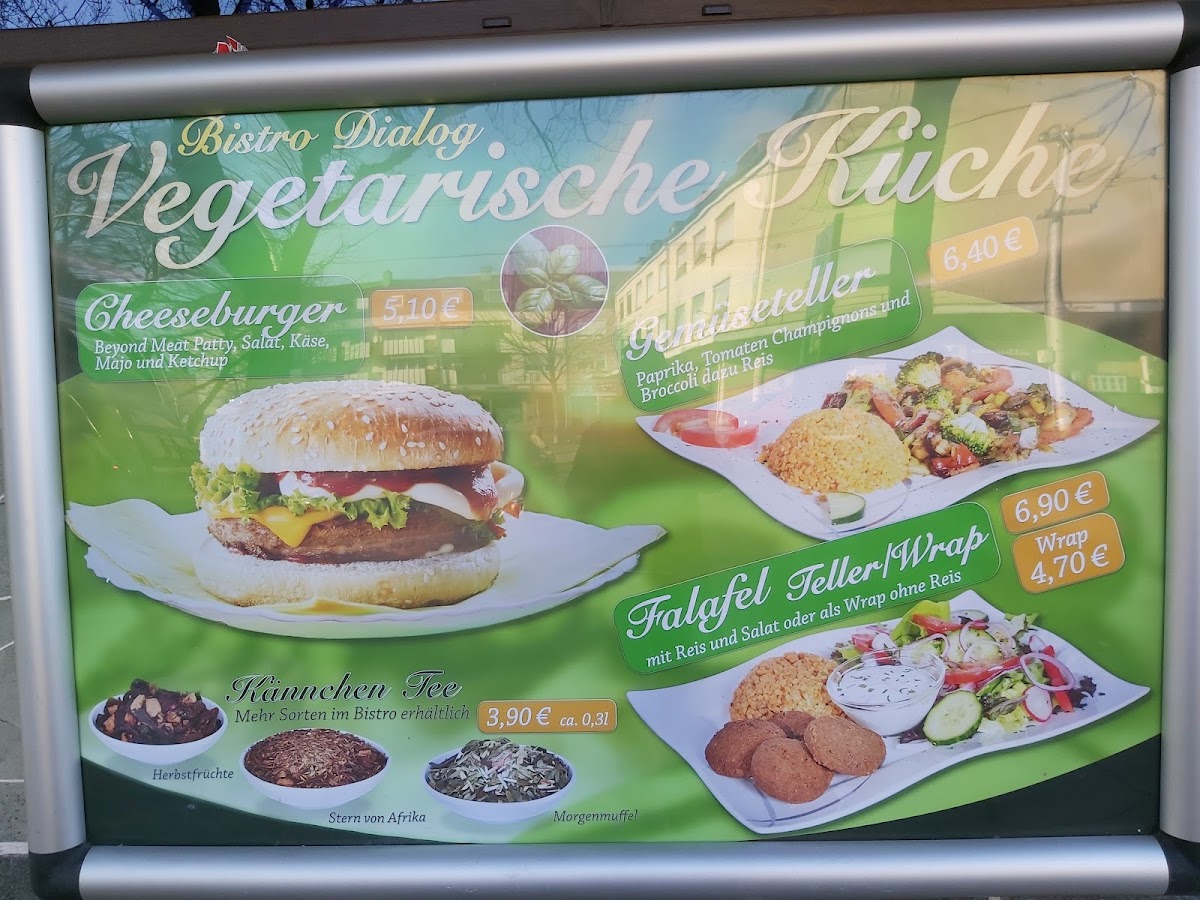 Bistro Dialog
Vegetarische Küche
Cheeseburger
5,10 €
Beyond Meat Patty, Salat, Käse,
Majo und Ketchup
Gemüseteller
6,40 €
Paprika, Tomaten Champignons und
Broccoli dazu Reis
Falafel Teller/Wrap
mit Reis und Salat oder als Wrap ohne Reis
6,90 €
Wrap
4,70 €
Kännchen Tee
Mehr Sorten im Bistro erhältlich
3,90 € ca. 0,3l
Herbstfrüchte
Stern von Afrika
Morgenmuffel